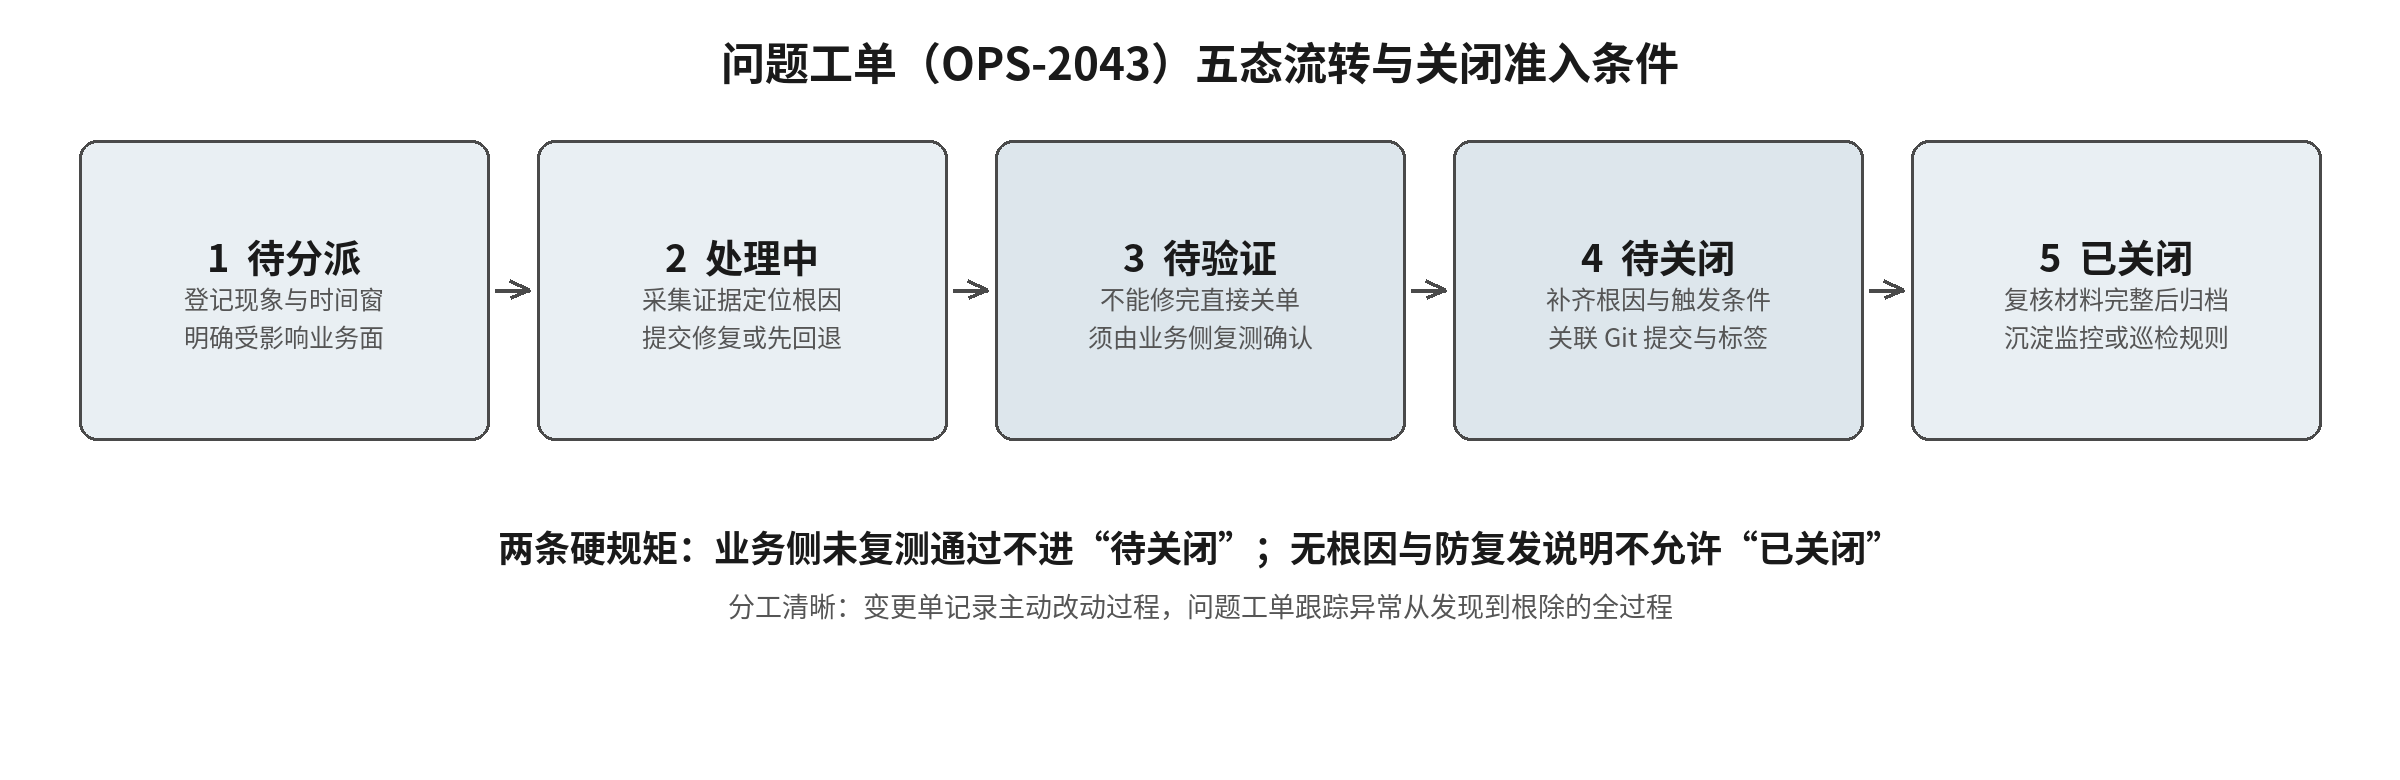 问题工单（OPS-2043）五态流转与关闭准入条件
1 待分派
登记现象与时间窗
明确受影响业务面
2 处理中
采集证据定位根因
提交修复或先回退
3 待验证
不能修完直接关单
须由业务侧复测确认
4 待关闭
补齐根因与触发条件
关联 Git 提交与标签
5 已关闭
复核材料完整后归档
沉淀监控或巡检规则
两条硬规矩：业务侧未复测通过不进“待关闭”；无根因与防复发说明不允许“已关闭”
分工清晰：变更单记录主动改动过程，问题工单跟踪异常从发现到根除的全过程